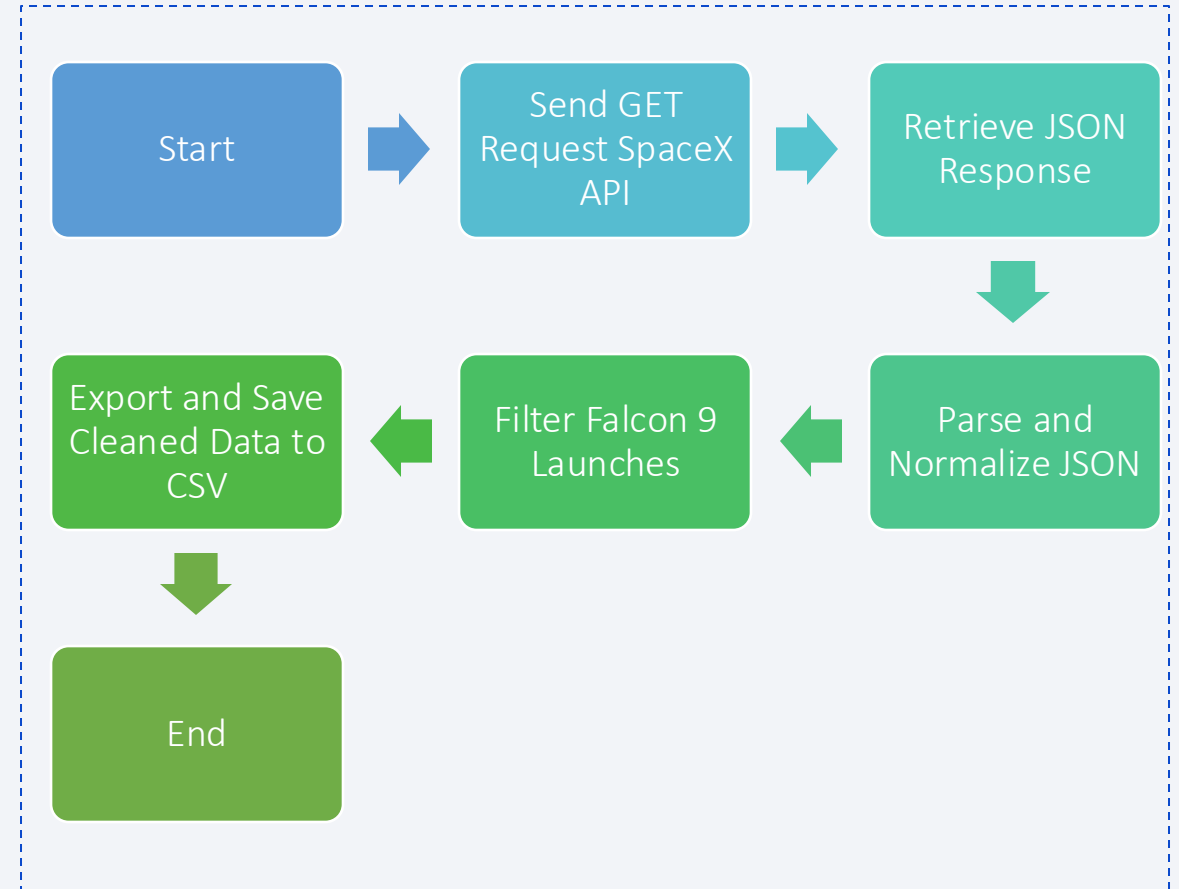 Start
Send GET
Request SpaceX
API
Retrieve JSON
Response
Parse and
Normalize JSON
Filter Falcon 9
Launches
Export and Save
Cleaned Data to
CSV
End